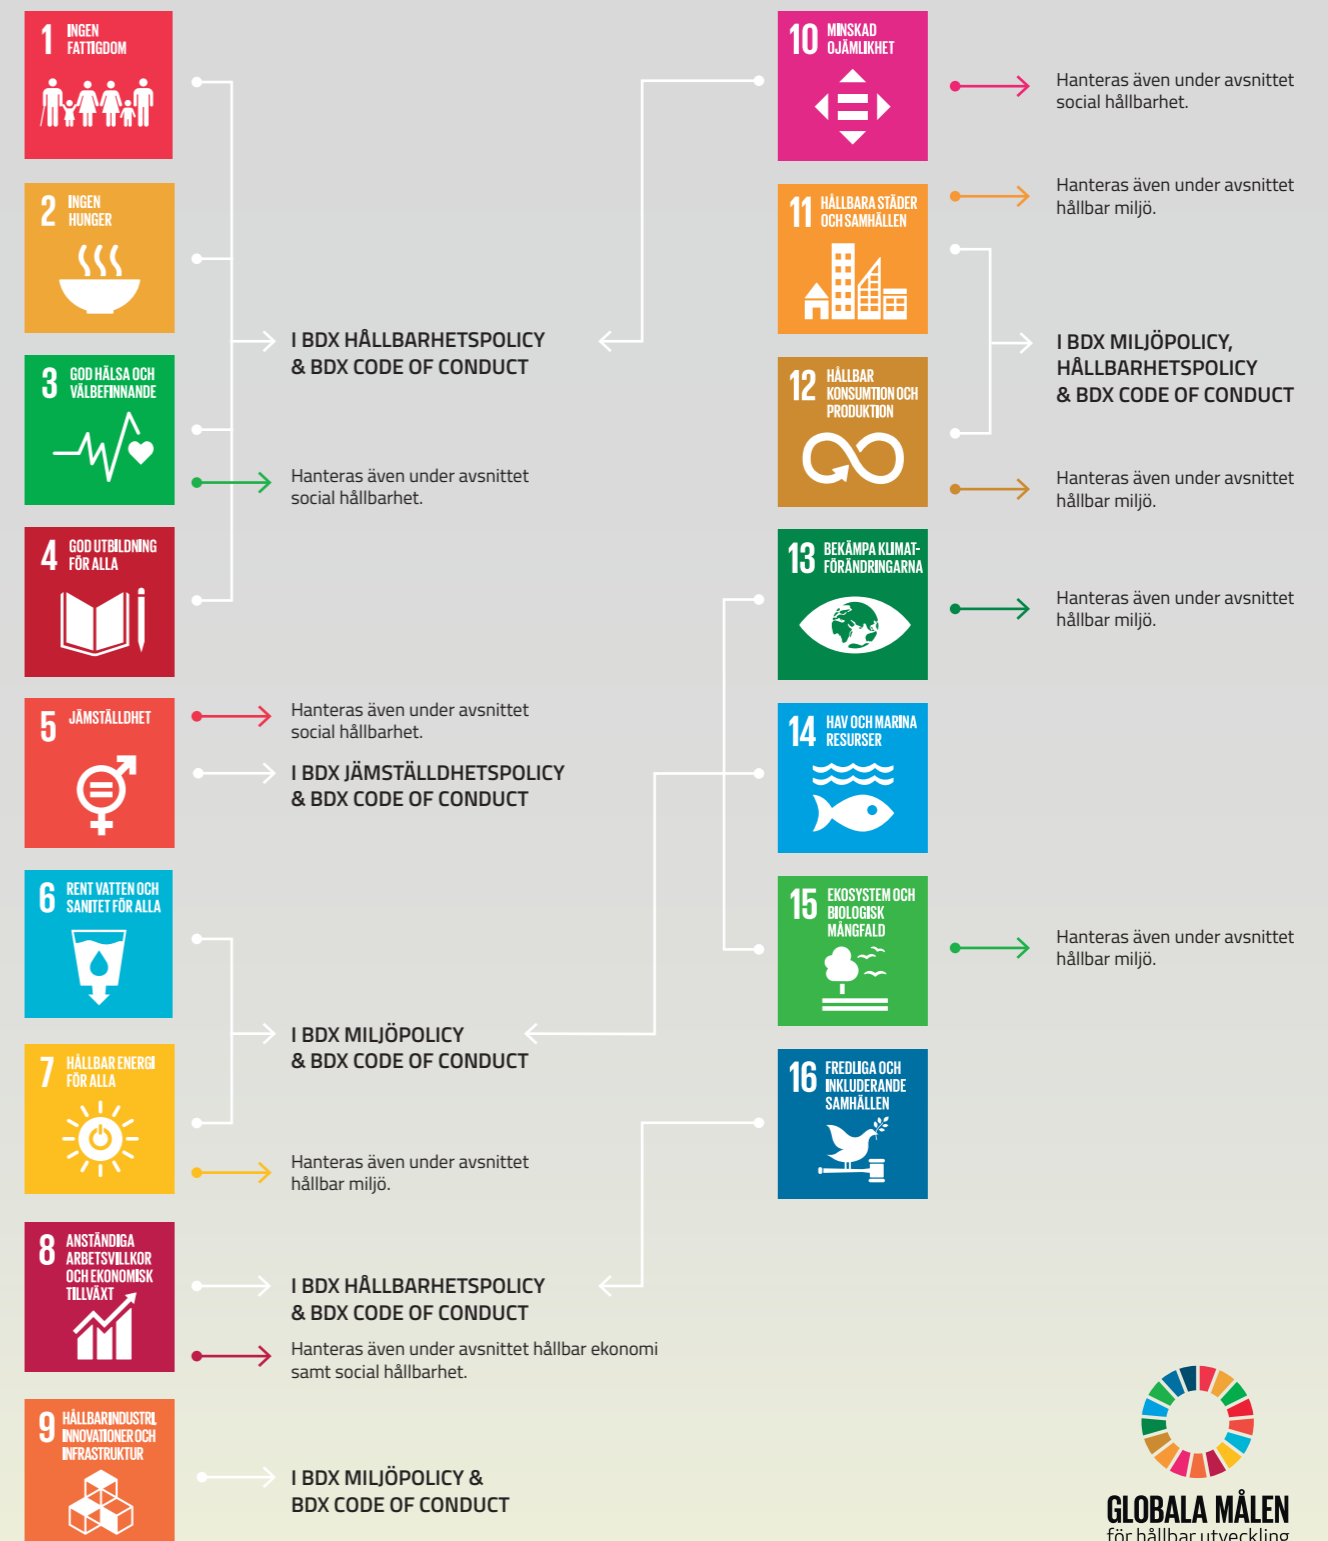 1 INGEN
FATTIGDOM
2 INGEN
HUNGER
I BDX HÅLLBARHETSPOLICY
& BDX CODE OF CONDUCT
3 GOD HÄLSA OCH
VÄLBEFINNANDE
Hanteras även under avsnittet
social hållbarhet.
4 GOD UTBILDNING
FÖR ALLA
5 JÄMSTÄLLDHET
Hanteras även under avsnittet
social hållbarhet.
I BDX JÄMSTÄLLDHETSPOLICY
& BDX CODE OF CONDUCT
6 RENT VATTEN OCH
SANITET FÖR ALLA
I BDX MILJÖPOLICY
& BDX CODE OF CONDUCT
7 HÅLLBAR ENERGI
FÖR ALLA
Hanteras även under avsnittet
hållbar miljö.
8 ANSTÄNDIGA
ARBETSVILLKOR
OCH EKONOMISK
TILLVÄXT
I BDX HÅLLBARHETSPOLICY
& BDX CODE OF CONDUCT
Hanteras även under avsnittet hållbar ekonomi
samt social hållbarhet.
9 HÅLLBAR INDUSTRI,
INNOVATIONER OCH
INFRASTRUKTUR
I BDX MILJÖPOLICY &
BDX CODE OF CONDUCT
10 MINSKAD
OJÄMLIKHET
Hanteras även under avsnittet
social hållbarhet.
11 HÅLLBARA STÄDER
OCH SAMHÄLLEN
Hanteras även under avsnittet
hållbar miljö.
I BDX MILJÖPOLICY,
HÅLLBARHETSPOLICY
& BDX CODE OF CONDUCT
12 HÅLLBAR
KONSUMTION OCH
PRODUKTION
Hanteras även under avsnittet
hållbar miljö.
13 BEKÄMPA KLIMAT-
FÖRÄNDRINGARNA
Hanteras även under avsnittet
hållbar miljö.
14 HAV OCH MARINA
RESURSER
15 EKOSYSTEM OCH
BIOLOGISK
MÅNGFALD
Hanteras även under avsnittet
hållbar miljö.
16 FREDLIGA OCH
INKLUDERANDE
SAMHÄLLEN
GLOBALA MÅLEN
för hållbar utveckling